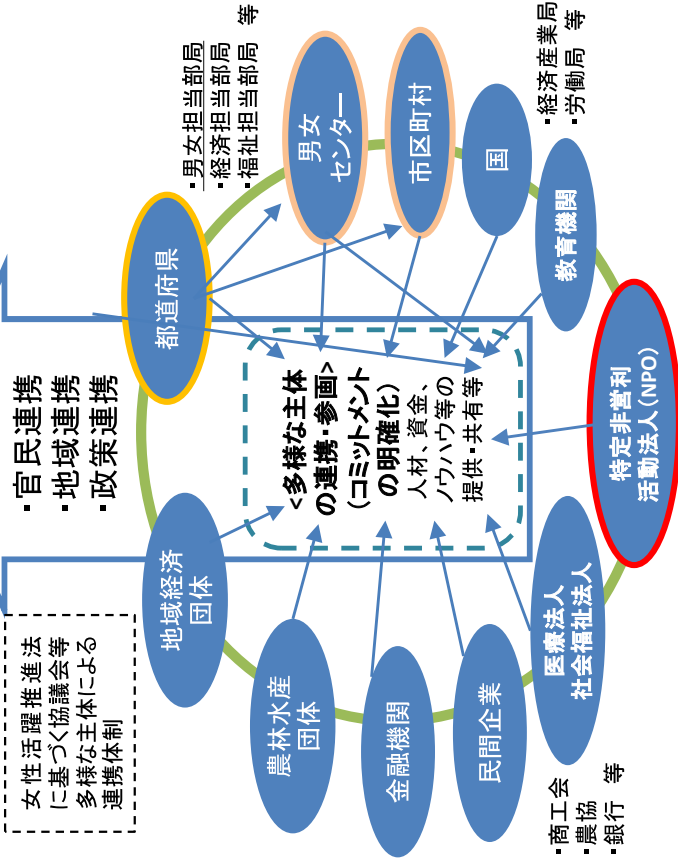 女性活躍推進法
に基づく協議会等
多様な主体による
連携体制
・官民連携
・地域連携
・政策連携
都道府県
・男女担当部局
・経済担当部局
・福祉担当部局 等
男女
センター
市区町村
国
・経済産業局
・労働局 等
教育機関
特定非営利
活動法人(NPO)
医療法人
社会福祉法人
民間企業
金融機関
農林水産
団体
地域経済
団体
・商工会
・農協
・銀行 等
<多様な主体
の連携・参画>
(コミットメント
の明確化)
人材、資金、
ノウハウ等の
提供・共有等